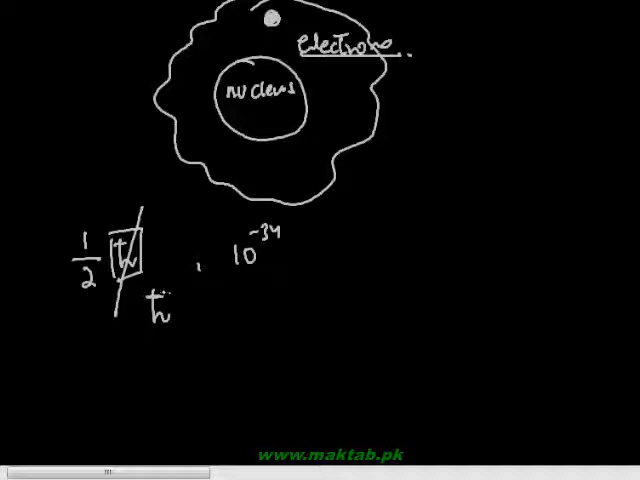 electrons
nucleus
1/2 ħ , 10^-34
ħ
www.maktab.pk